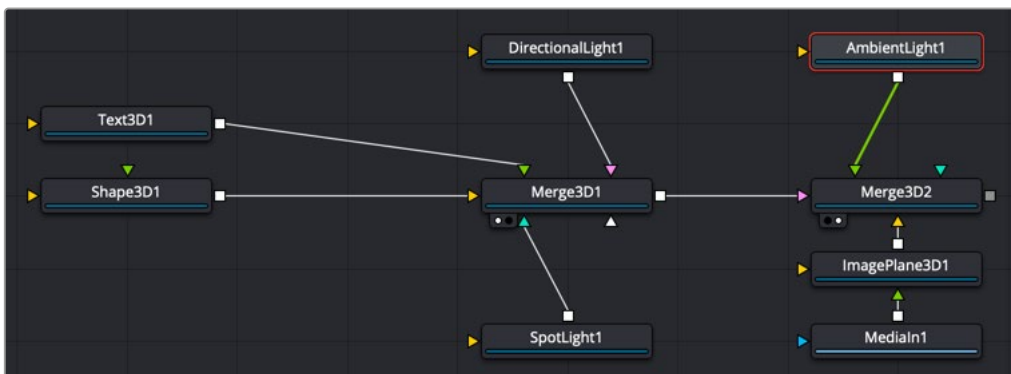 DirectionalLight1
AmbientLight1
Text3D1
Shape3D1
Merge3D1
Merge3D2
ImagePlane3D1
SpotLight1
MediaIn1